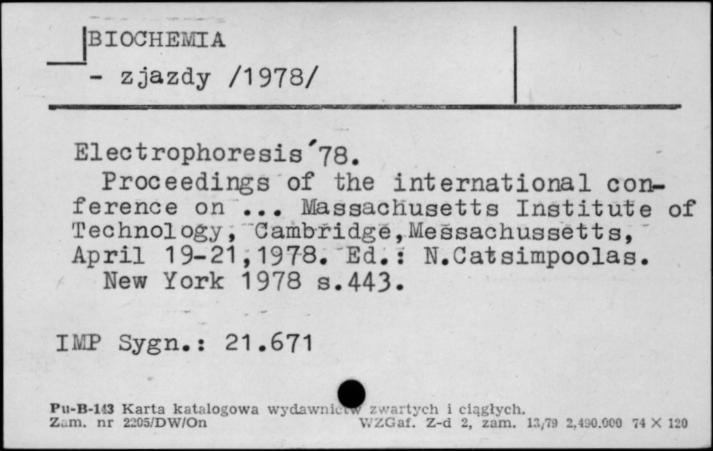 BIOCHEMIA
- zjazdy /1978/
Electrophoresis´78.
Proceedings of the international con-
ference on ... Massachusetts Institute of
Technology, Cambridge,Messachussetts,
April 19-21,1978. Ed.: N.Catsimpoolas.
New York 1978 s.443.
IMP Sygn.: 21.671
Pu-B-143 Karta katalogowa wydawnictw zwartych i ciągłych.
Zam. nr 2205/DW/On WZGaf. Z-d 2, zam. 13/79 2.490.000 74 X 120